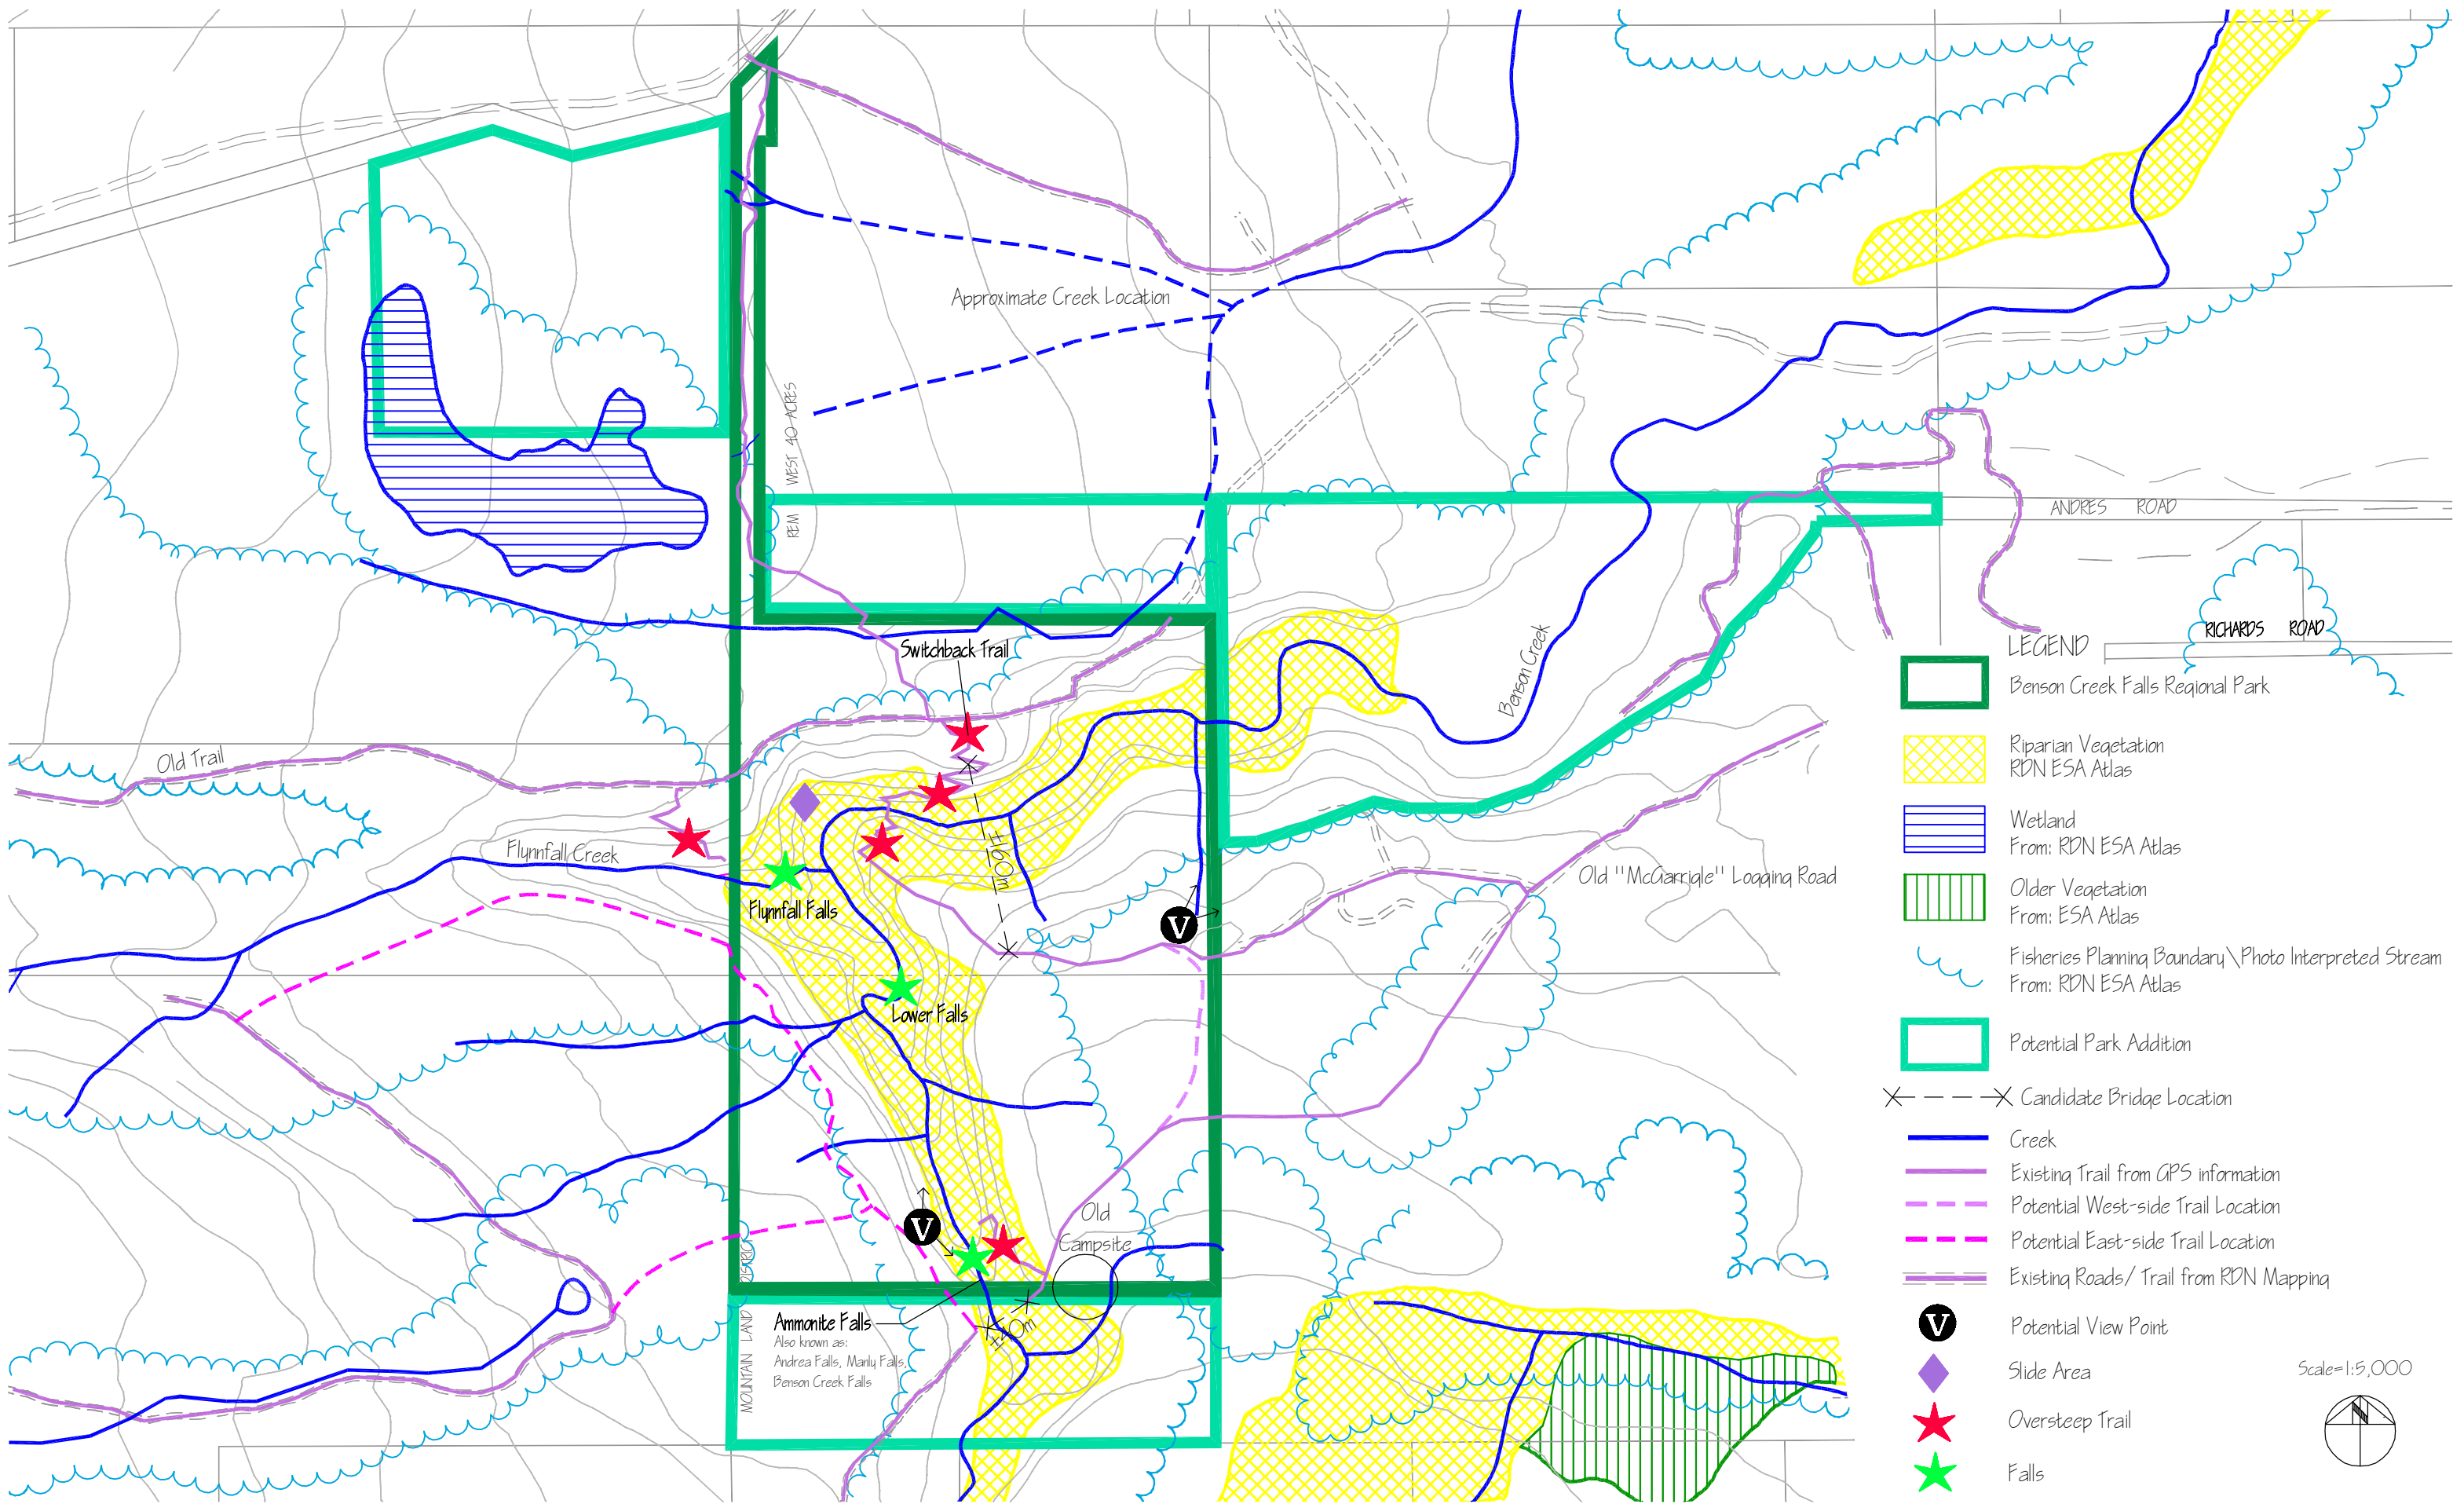 Approximate Creek Location
REM WEST 40 ACRES
ANDRES ROAD
RICHARDS ROAD
Switchback Trail
Benson Creek
Old Trail
Flynnfall Creek
±160m
Old "McGarrigle" Logging Road
V
Flynnfall Falls
Lower Falls
V
Old
Campsite
MOUNTAIN LAND DISTRICT
±40m
Ammonite Falls
Also known as:
Andrea Falls, Manly Falls,
Benson Creek Falls
LEGEND
Benson Creek Falls Regional Park
Riparian Vegetation
RDN ESA Atlas
Wetland
From: RDN ESA Atlas
Older Vegetation
From: ESA Atlas
Fisheries Planning Boundary\Photo Interpreted Stream
From: RDN ESA Atlas
Potential Park Addition
Candidate Bridge Location
Creek
Existing Trail from GPS information
Potential West-side Trail Location
Potential East-side Trail Location
Existing Roads/ Trail from RDN Mapping
V
Potential View Point
Slide Area
Oversteep Trail
Falls
Scale=1:5,000
N